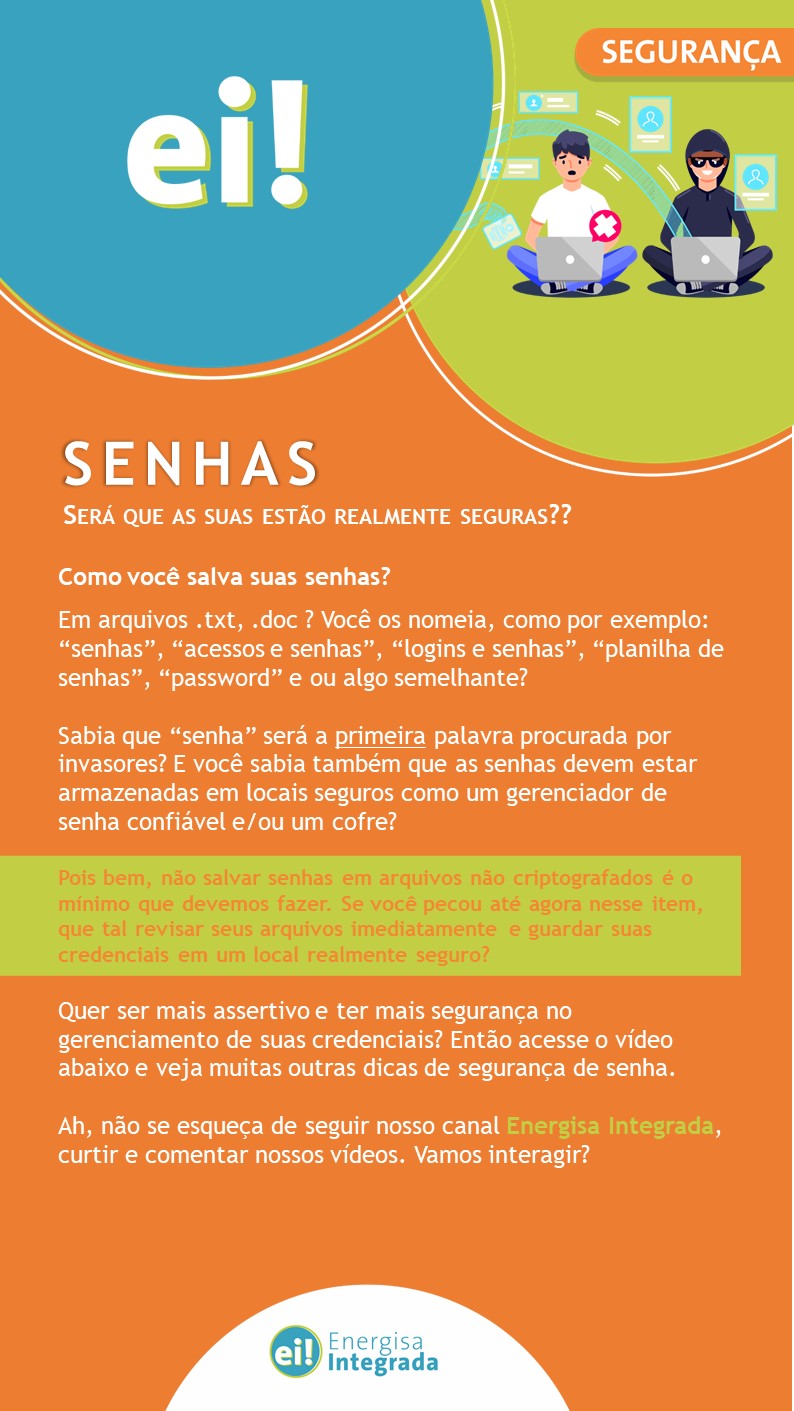 ei!
SEGURANÇA
SENHAS
SERÁ QUE AS SUAS ESTÃO REALMENTE SEGURAS??
Como você salva suas senhas?
Em arquivos .txt, .doc ? Você os nomeia, como por exemplo:
“senhas”, “acessos e senhas”, “logins e senhas”, “planilha de
senhas”, “password” e ou algo semelhante?
Sabia que “senha” será a primeira palavra procurada por
invasores? E você sabia também que as senhas devem estar
armazenadas em locais seguros como um gerenciador de
senha confiável e/ou um cofre?
Pois bem, não salvar senhas em arquivos não criptografados é o
mínimo que devemos fazer. Se você pecou até agora nesse item,
que tal revisar seus arquivos imediatamente e guardar suas
credenciais em um local realmente seguro?
Quer ser mais assertivo e ter mais segurança no
gerenciamento de suas credenciais? Então acesse o vídeo
abaixo e veja muitas outras dicas de segurança de senha.
Ah, não se esqueça de seguir nosso canal Energisa Integrada,
curtir e comentar nossos vídeos. Vamos interagir?
ei! Energisa
Integrada